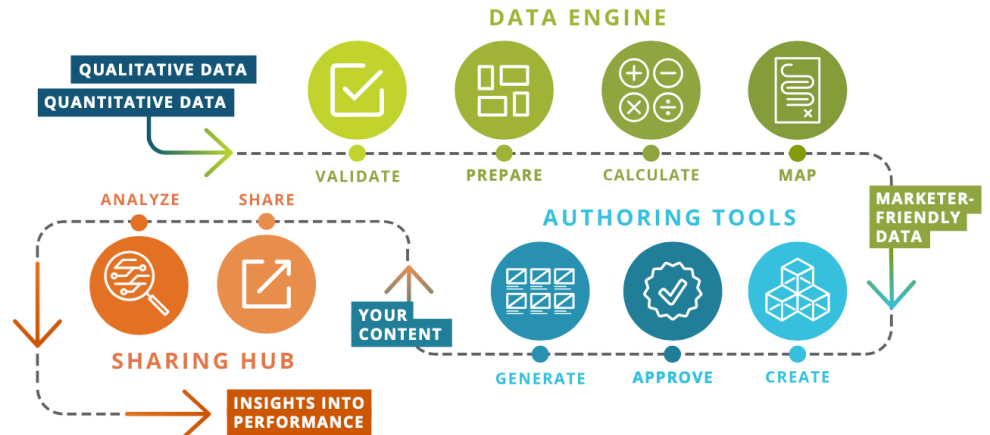 DATA ENGINE
QUALITATIVE DATA
QUANTITATIVE DATA
VALIDATE
PREPARE
CALCULATE
MAP
MARKETER-
FRIENDLY
DATA
AUTHORING TOOLS
CREATE
APPROVE
GENERATE
YOUR
CONTENT
SHARE
ANALYZE
SHARING HUB
INSIGHTS INTO
PERFORMANCE